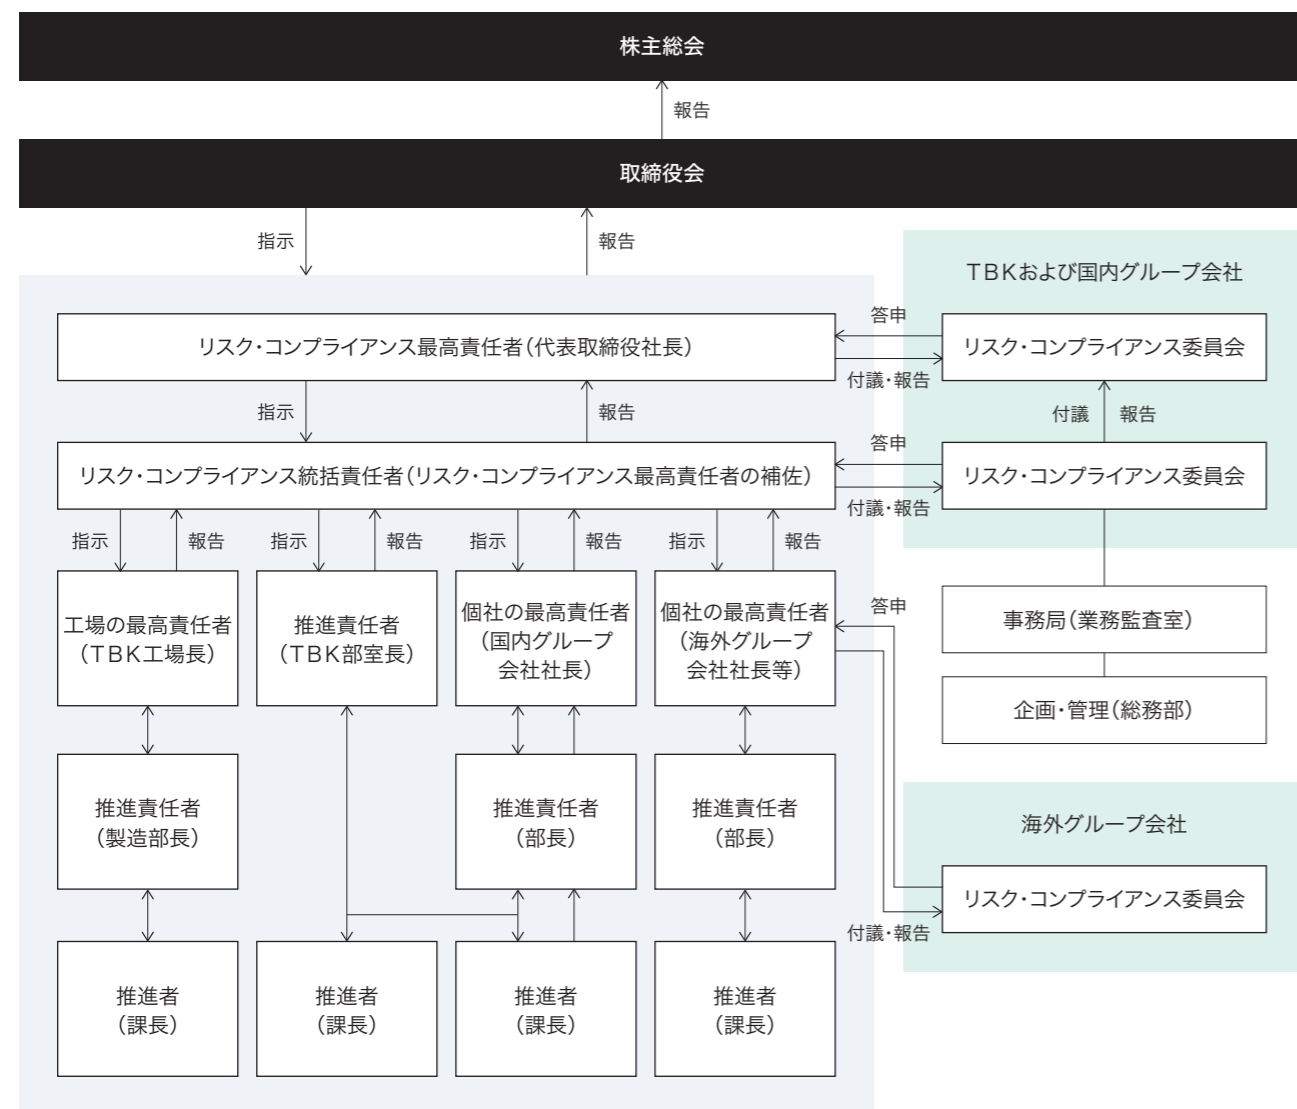 株主総会
報告
取締役会
指示
報告
TBKおよび国内グループ会社
リスク・コンプライアンス最高責任者(代表取締役社長)
答申
付議・報告
リスク・コンプライアンス委員会
指示
報告
付議
報告
リスク・コンプライアンス統括責任者(リスク・コンプライアンス最高責任者の補佐)
答申
付議・報告
リスク・コンプライアンス委員会
指示
報告
指示
報告
指示
報告
指示
報告
工場の最高責任者
(TBK工場長)
推進責任者
(TBK部室長)
個社の最高責任者
(国内グループ
会社社長)
個社の最高責任者
(海外グループ
会社社長等)
答申
事務局(業務監査室)
企画・管理(総務部)
推進責任者
(製造部長)
推進責任者
(部長)
推進責任者
(部長)
海外グループ会社
リスク・コンプライアンス委員会
付議・報告
推進者
(課長)
推進者
(課長)
推進者
(課長)
推進者
(課長)